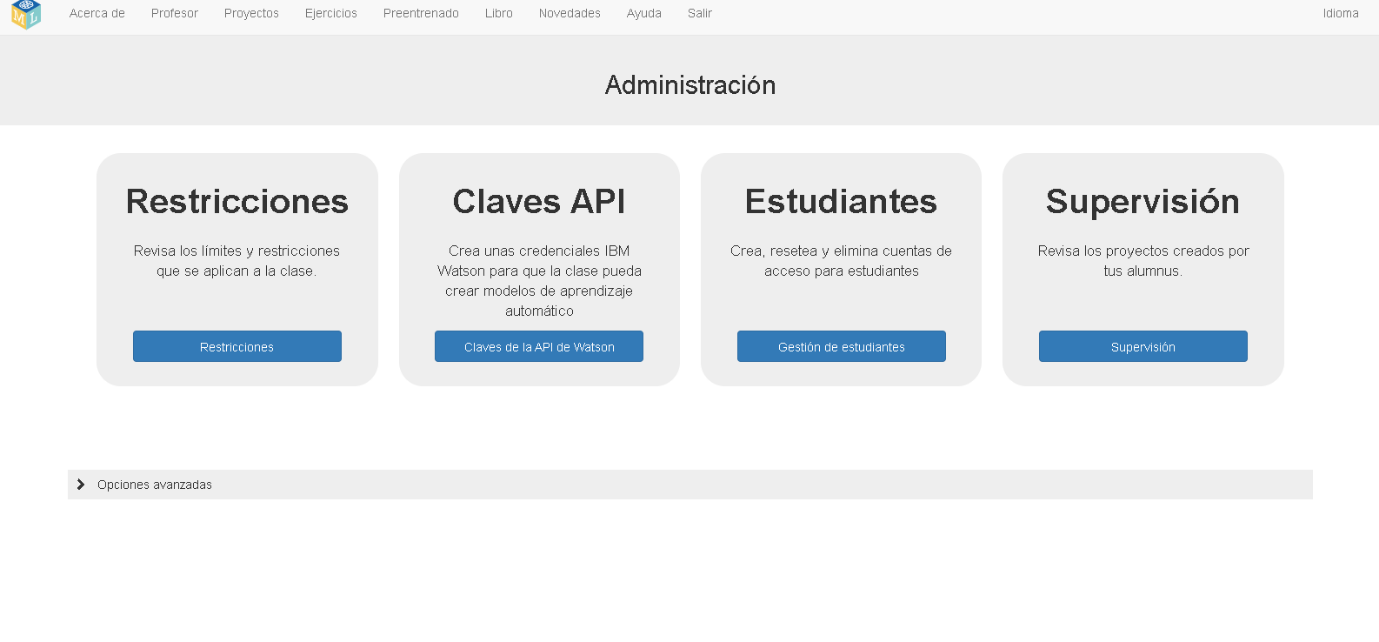 ML
Acerca de Profesor Proyectos Ejercicios Preentrenado Libro Novedades Ayuda Salir Idioma
Administración
Restricciones
Revisa los límites y restricciones
que se aplican a la clase.
Restricciones
Claves API
Crea unas credenciales IBM
Watson para que la clase pueda
crear modelos de aprendizaje
automático
Claves de la API de Watson
Estudiantes
Crea, resetea y elimina cuentas de
acceso para estudiantes
Gestión de estudiantes
Supervisión
Revisa los proyectos creados por
tus alumnus.
Supervisión
Opciones avanzadas